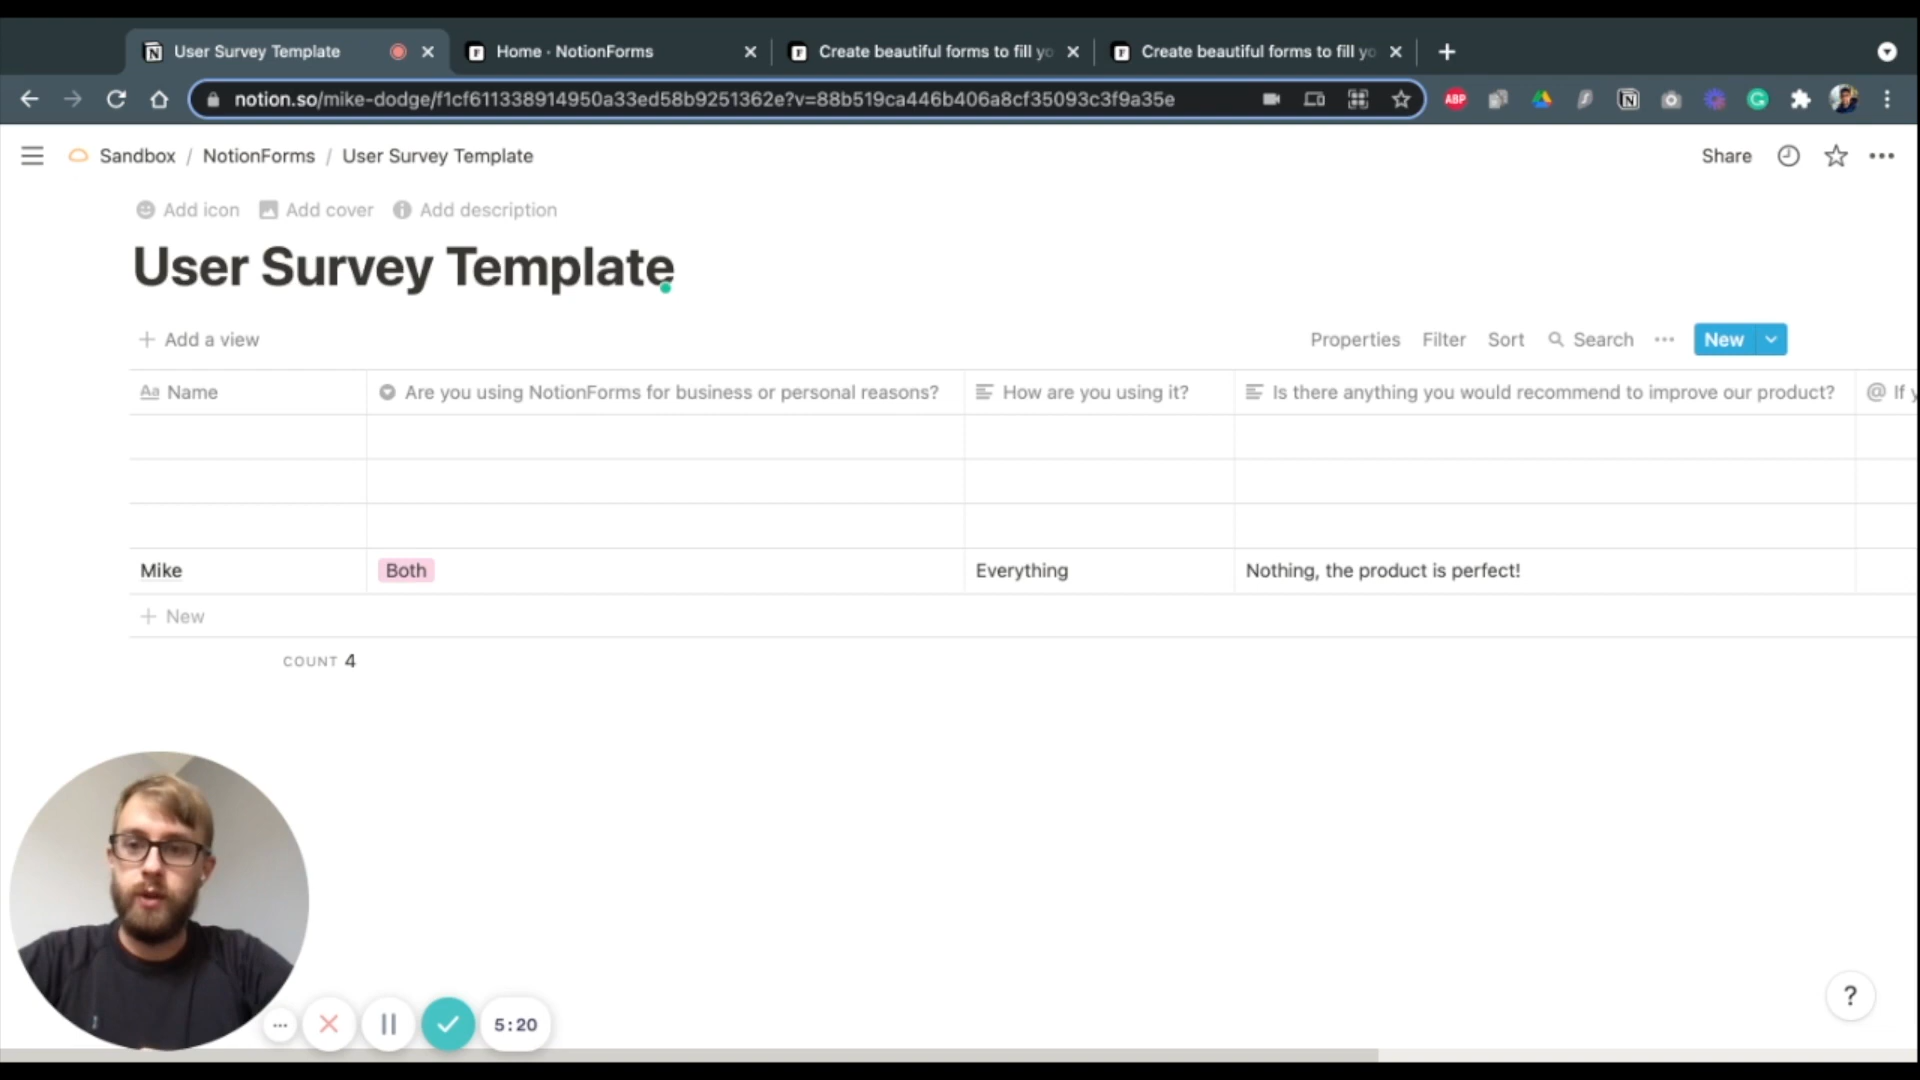 User Survey Template
Home · NotionForms
Create beautiful forms to fill yo
Create beautiful forms to fill yo
notion.so/mike-dodge/f1cf611338914950a33ed58b9251362e?v=88b519ca446b406a8cf35093c3f9a35e
ABP
Sandbox / NotionForms / User Survey Template
Share
Add icon
Add cover
Add description
User Survey Template
Add a view
Properties
Filter
Sort
Search
New
Aa Name
Are you using NotionForms for business or personal reasons?
How are you using it?
Is there anything you would recommend to improve our product?
@ If y
Mike
Both
Everything
Nothing, the product is perfect!
+ New
COUNT 4
5:20
?